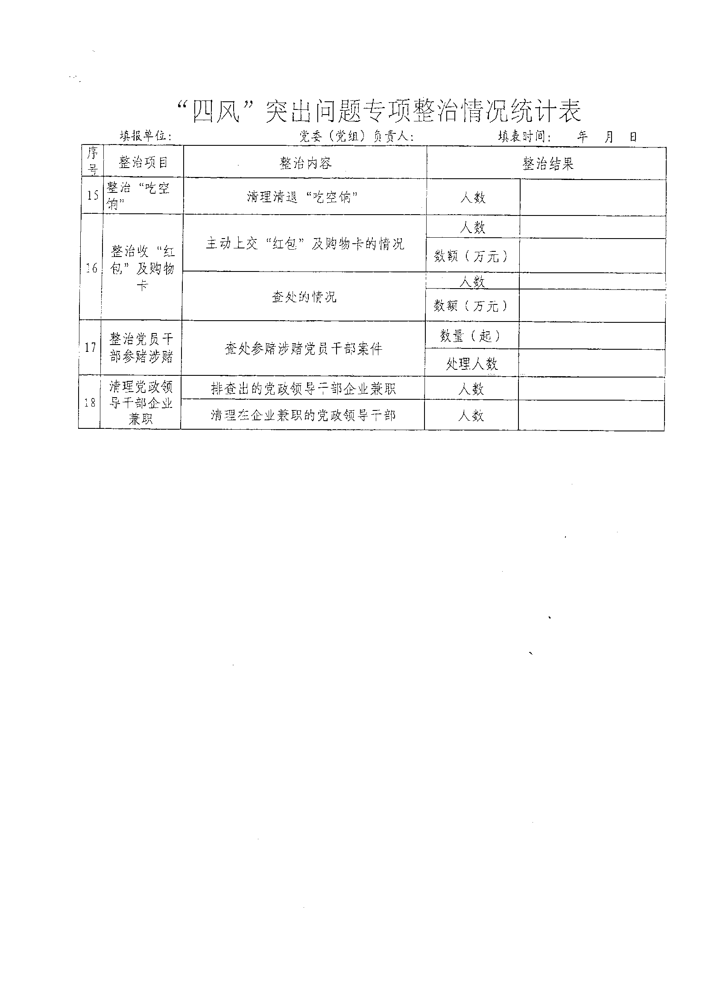 “四风”突出问题专项整治情况统计表
填报单位: 党委（党组）负责人: 填表时间: 年 月 日
序号 整治项目 整治内容 整治结果
15 整治“吃空饷” 清理清退“吃空饷” 人数
16 整治收“红包”及购物卡 主动上交“红包”及购物卡的情况 人数
数额（万元）
查处的情况 人数
数额（万元）
17 整治党员干部参赌涉赌 查处参赌涉赌党员干部案件 数量（起）
处理人数
18 清理党政领导干部企业兼职 排查出的党政领导干部企业兼职 人数
清理在企业兼职的党政领导干部 人数